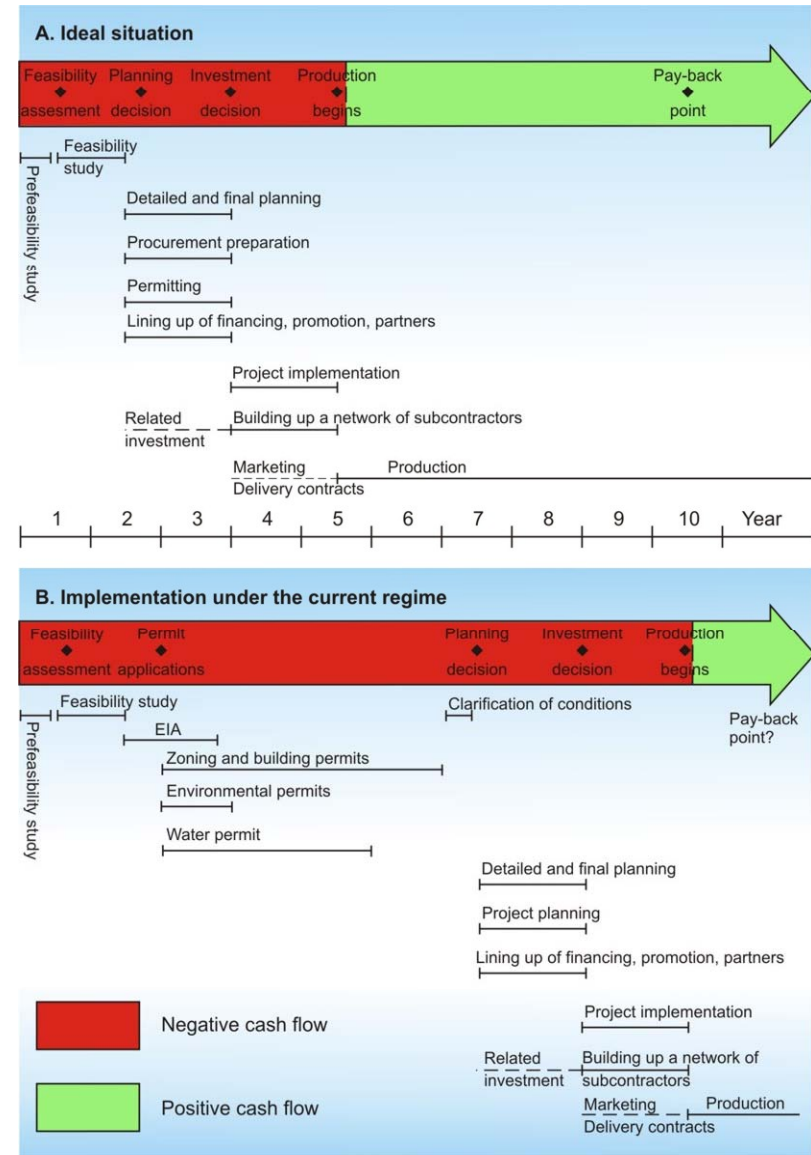 A. Ideal situation
Feasibility Planning Investment Production Pay-back
assesment decision decision begins point
Feasibility
study
Prefeasibility study
Detailed and final planning
Procurement preparation
Permitting
Lining up of financing, promotion, partners
Project implementation
Related Building up a network of subcontractors
investment
Marketing Production
Delivery contracts
1 2 3 4 5 6 7 8 9 10 Year
B. Implementation under the current regime
Feasibility Permit Planning Investment Production
assessment applications decision decision begins
Feasibility study Clarification of conditions
Pay-back
point?
Prefeasibility study
EIA
Zoning and building permits
Environmental permits
Water permit
Detailed and final planning
Project planning
Lining up of financing, promotion, partners
Project implementation
Negative cash flow
Related Building up a network of
investment subcontractors
Marketing Production
Positive cash flow
Delivery contracts